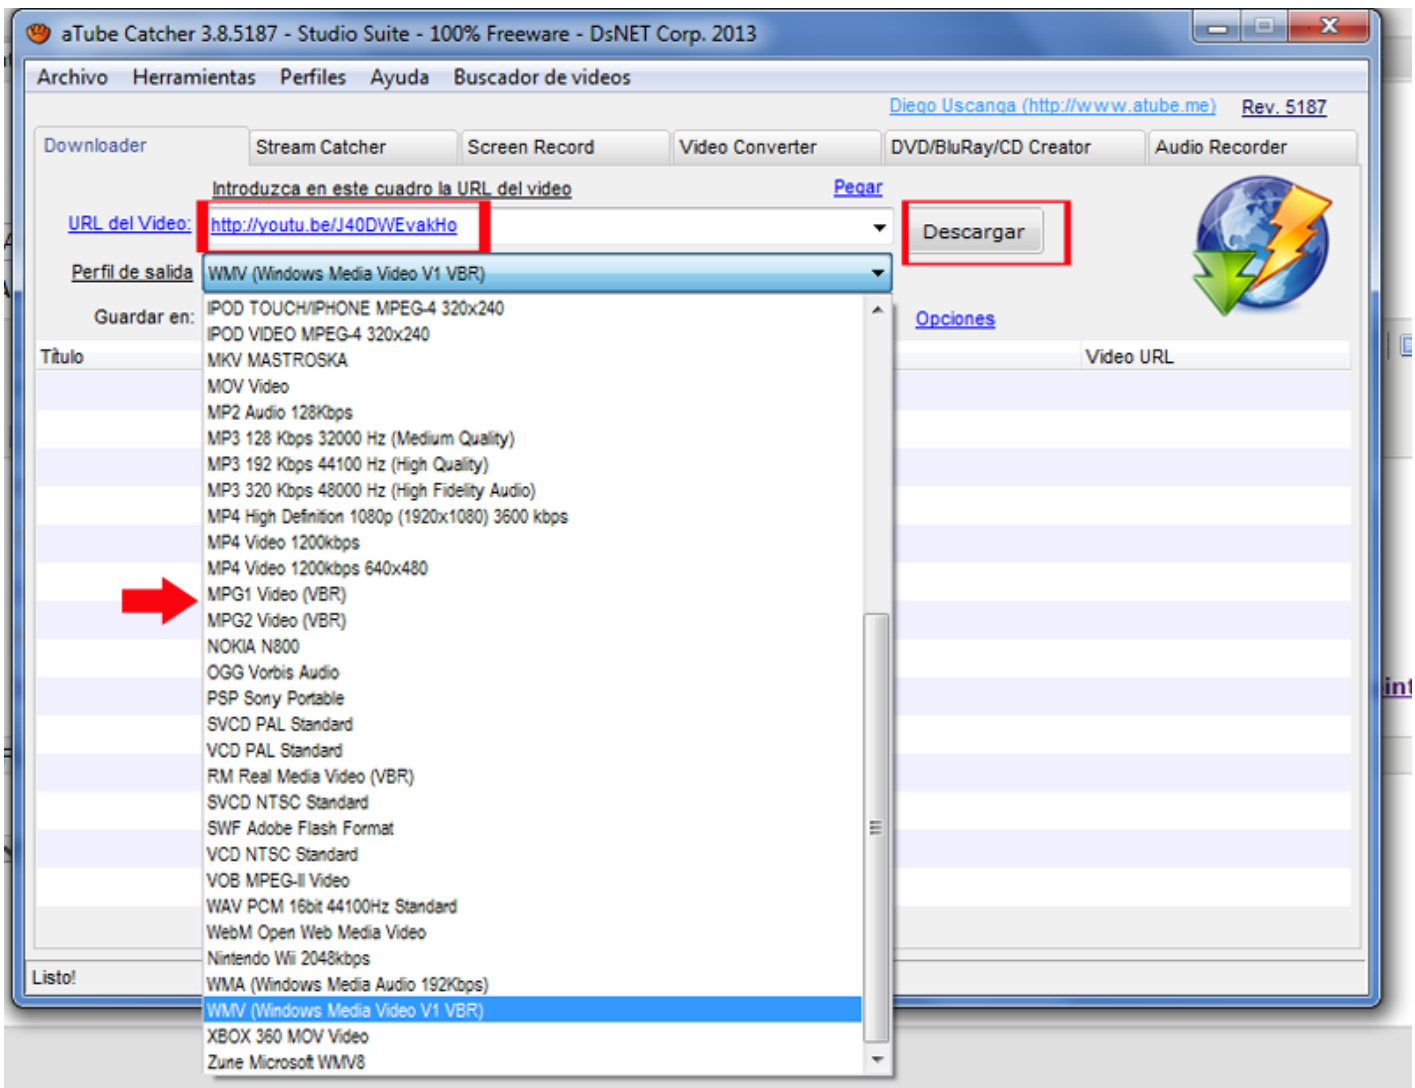 aTube Catcher 3.8.5187 - Studio Suite - 100% Freeware - DsNET Corp. 2013
Archivo Herramientas Perfiles Ayuda Buscador de videos
Diego Uscanga (http://www.atube.me) Rev. 5187
Downloader Stream Catcher Screen Record Video Converter DVD/BluRay/CD Creator Audio Recorder
Introduzca en este cuadro la URL del video Pegar
URL del Video: http://youtu.be/J40DWEvakHo Descargar
Perfil de salida WMV (Windows Media Video V1 VBR)
Guardar en: Opciones
Título Video URL
IPOD TOUCH/IPHONE MPEG-4 320x240
IPOD VIDEO MPEG-4 320x240
MKV MASTROSKA
MOV Video
MP2 Audio 128Kbps
MP3 128 Kbps 32000 Hz (Medium Quality)
MP3 192 Kbps 44100 Hz (High Quality)
MP3 320 Kbps 48000 Hz (High Fidelity Audio)
MP4 High Definition 1080p (1920x1080) 3600 kbps
MP4 Video 1200kbps
MP4 Video 1200kbps 640x480
MPG1 Video (VBR)
MPG2 Video (VBR)
NOKIA N800
OGG Vorbis Audio
PSP Sony Portable
SVCD PAL Standard
VCD PAL Standard
RM Real Media Video (VBR)
SVCD NTSC Standard
SWF Adobe Flash Format
VCD NTSC Standard
VOB MPEG-II Video
WAV PCM 16bit 44100Hz Standard
WebM Open Web Media Video
Nintendo Wii 2048kbps
WMA (Windows Media Audio 192Kbps)
WMV (Windows Media Video V1 VBR)
XBOX 360 MOV Video
Zune Microsoft WMV8
Listo!